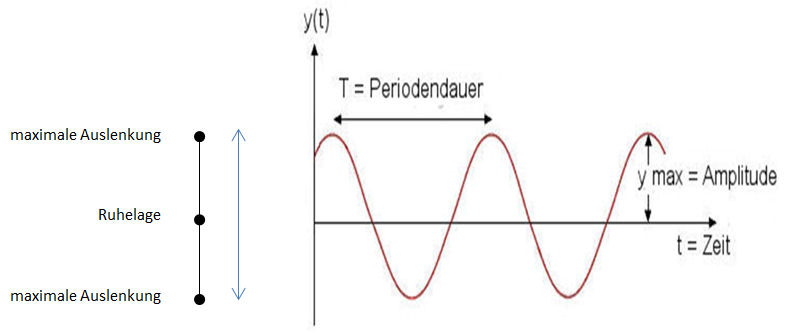 maximale Auslenkung
Ruhelage
maximale Auslenkung
y(t)
T = Periodendauer
y max = Amplitude
t = Zeit